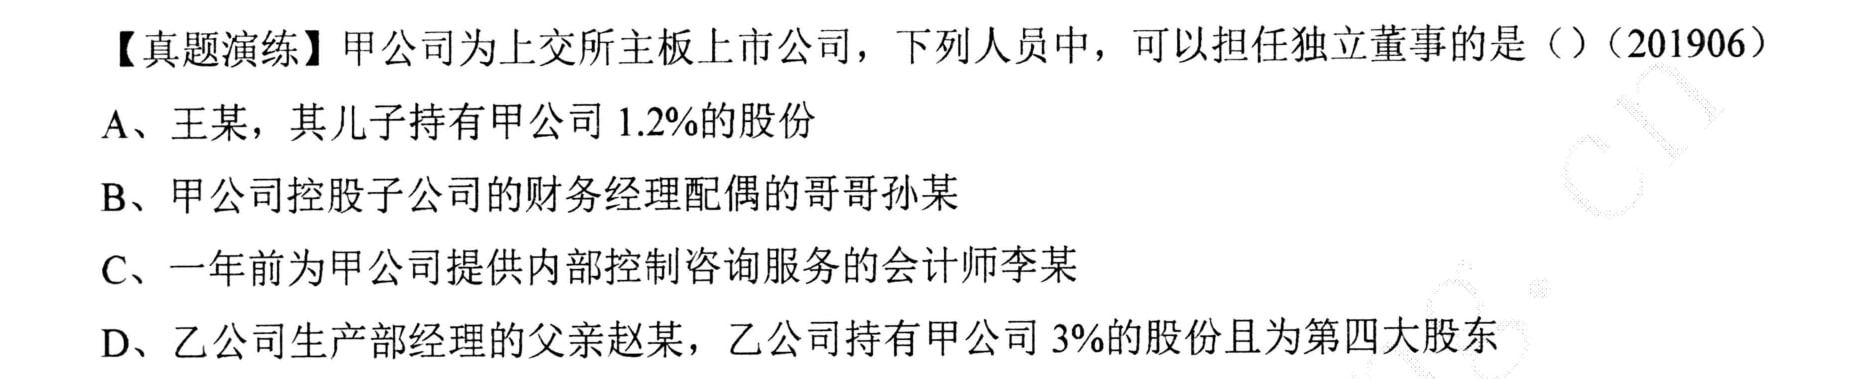 【真题演练】甲公司为上交所主板上市公司，下列人员中，可以担任独立董事的是（）（201906）
A、王某，其儿子持有甲公司 1.2%的股份
B、甲公司控股子公司的财务经理配偶的哥哥孙某
C、一年前为甲公司提供内部控制咨询服务的会计师李某
D、乙公司生产部经理的父亲赵某，乙公司持有甲公司 3%的股份且为第四大股东